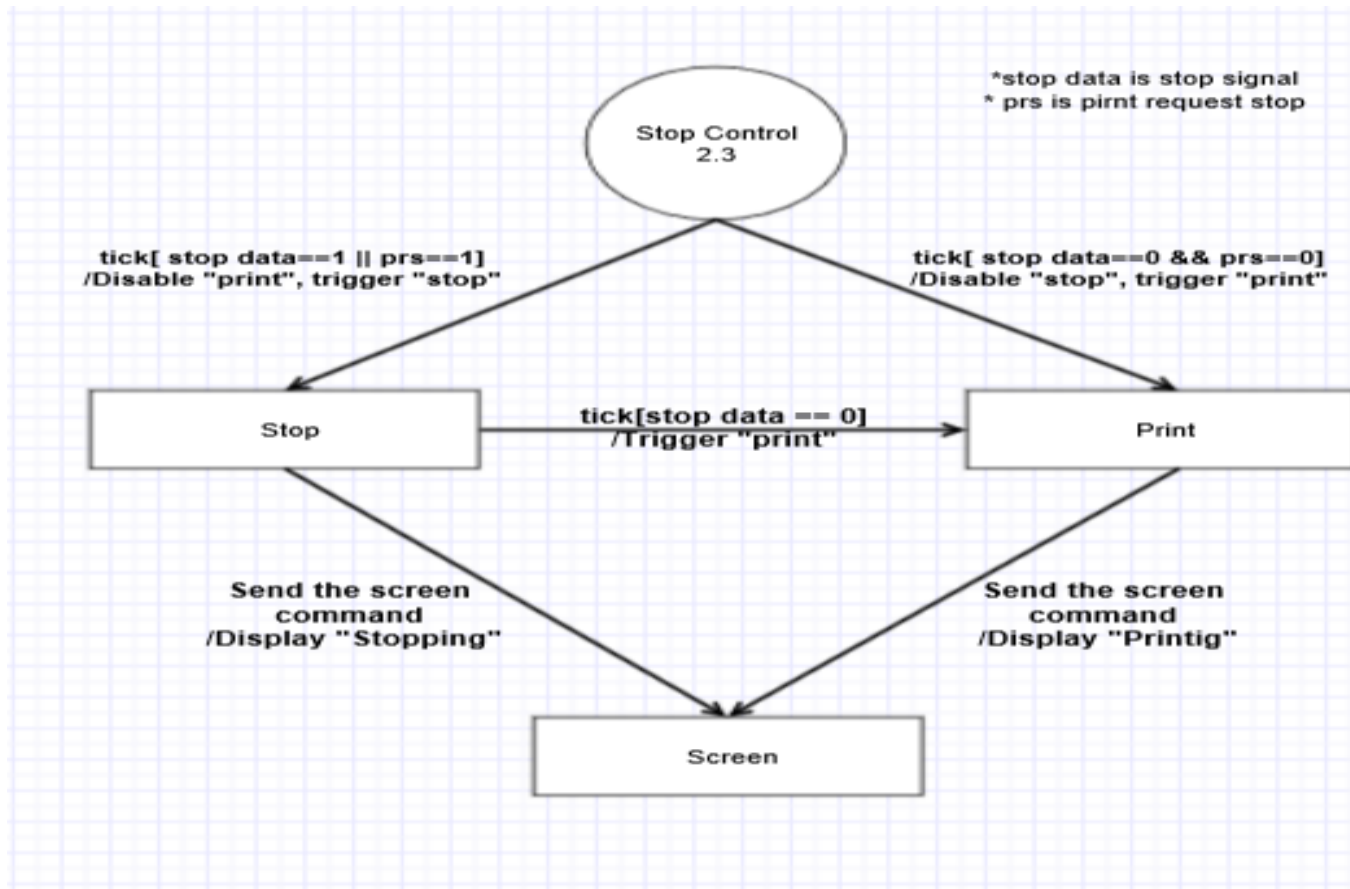 *stop data is stop signal
* prs is pirnt request stop
Stop Control
2.3
tick[ stop data==1 || prs==1]
/Disable "print", trigger "stop"
tick[ stop data==0 && prs==0]
/Disable "stop", trigger "print"
Stop
tick[stop data == 0]
/Trigger "print"
Print
Send the screen
command
/Display "Stopping"
Send the screen
command
/Display "Printig"
Screen